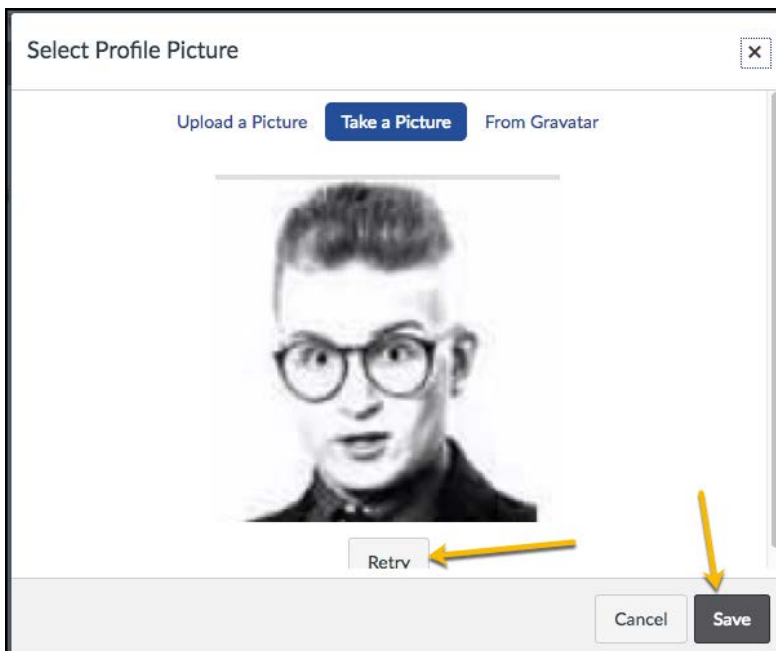 Select Profile Picture ×
Upload a Picture Take a Picture From Gravatar
Retry
Cancel Save